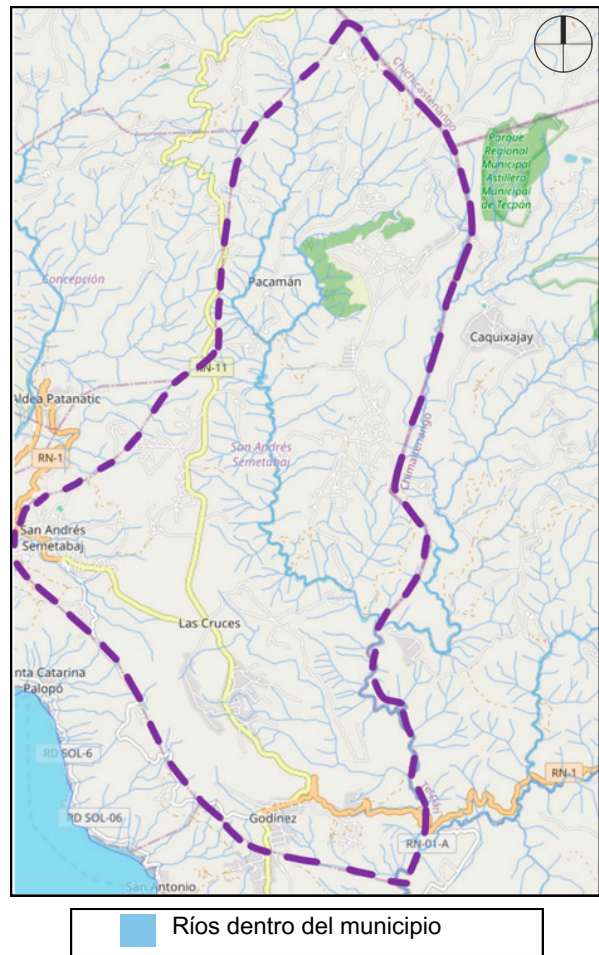 Chichicastenango
Parque
Regional
Municipal
Astillero
Municipal
de Tecpán
Concepción
Pacamán
Caquixajay
RN-11
Aldea Patanatic
San Andrés
Semetabaj
Chimaltenango
RN-1
San Andrés
Semetabaj
Las Cruces
nta Catarina
Palopó
RD SOL-6
RN-1
Tecpán
RD SOL-06
Godínez
RN-01-A
San Antonio
Ríos dentro del municipio